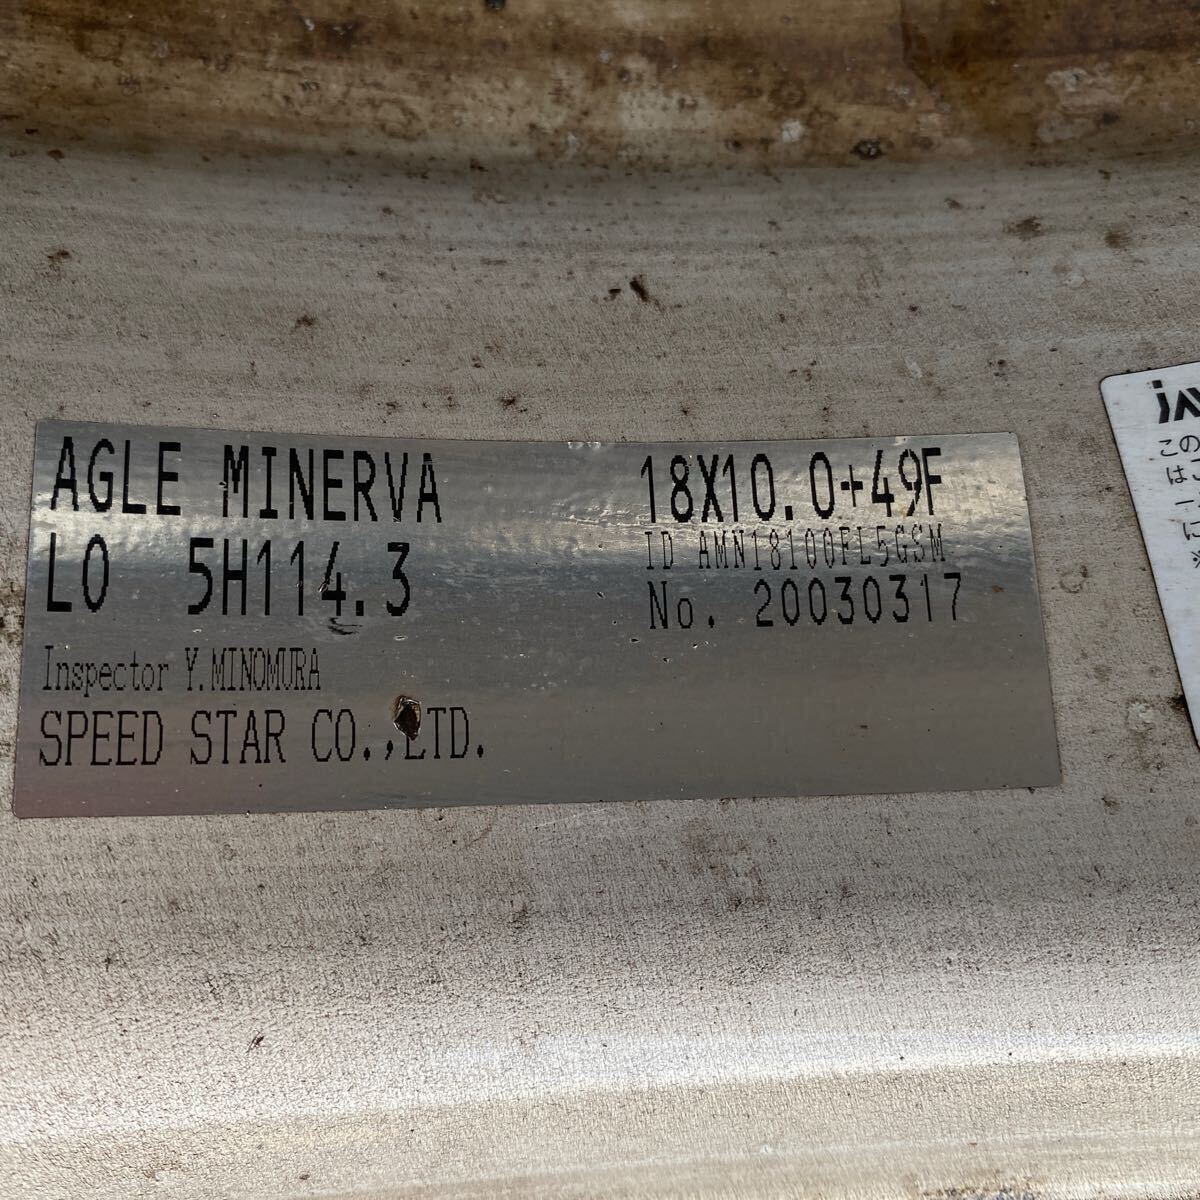 AGLE MINERVA 18X10.0+49F
LO 5H114.3 ID AMN18100FL5GSM
No. 20030317
Inspector Y.MINOMURA
SPEED STAR CO.,LTD.
この
は
に
※